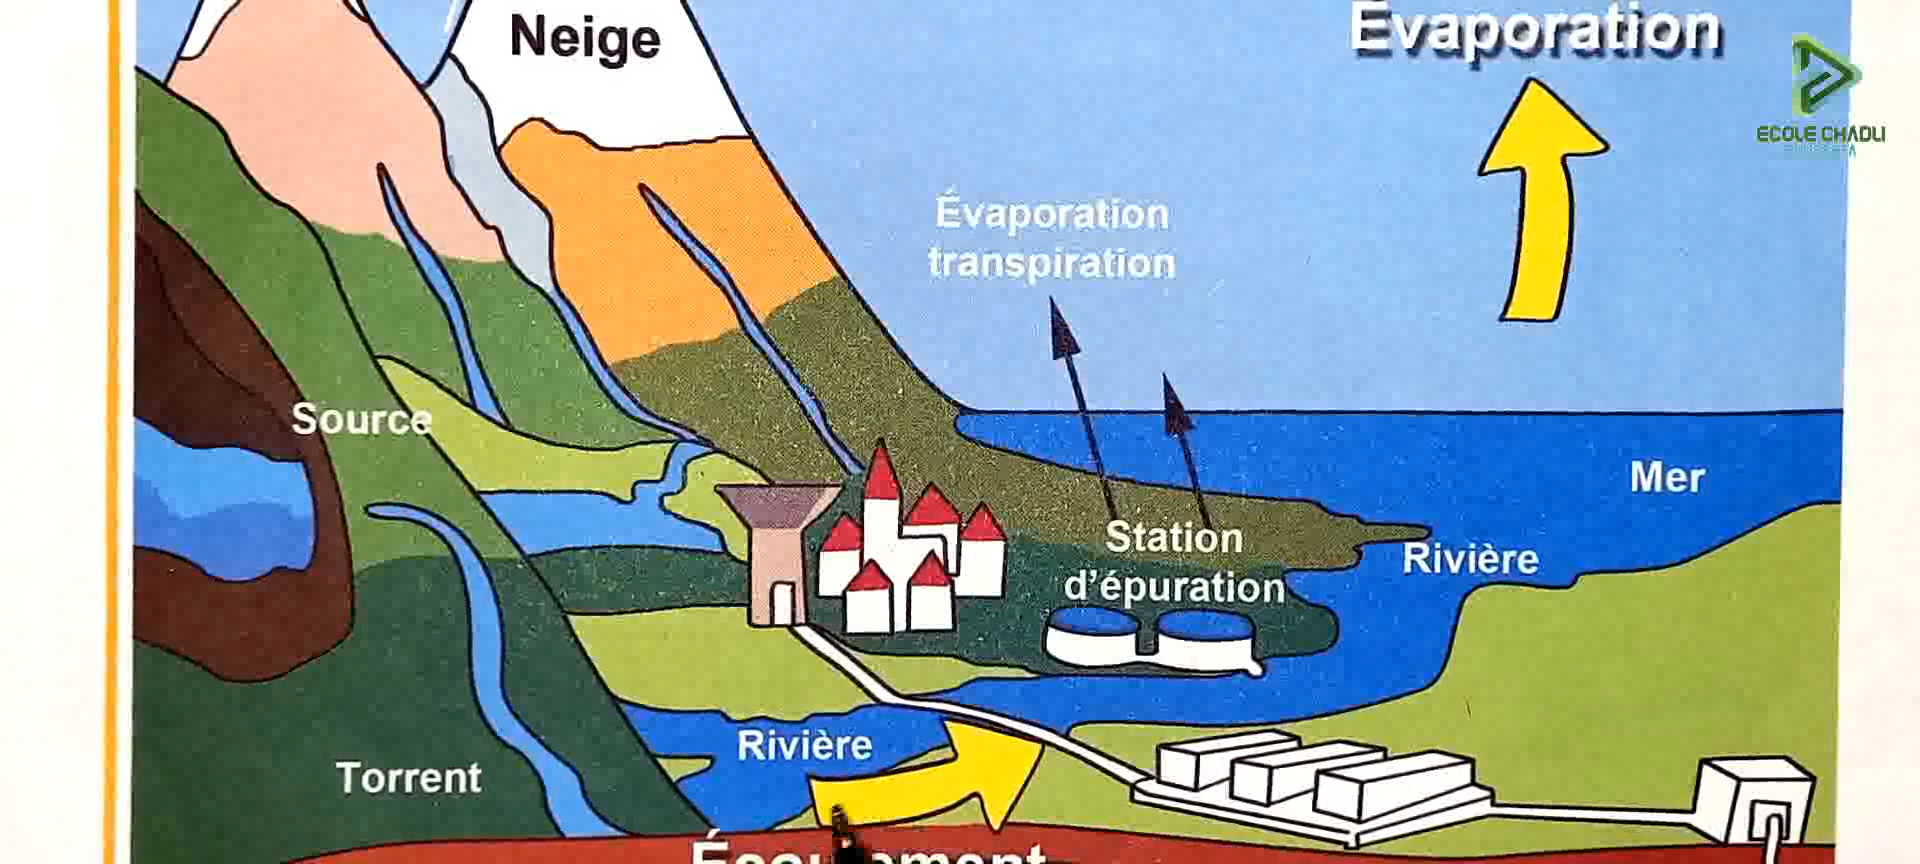 Neige
Évaporation
ECOLE CHADLI
Évaporation
transpiration
Source
Mer
Station
d'épuration
Rivière
Rivière
Torrent